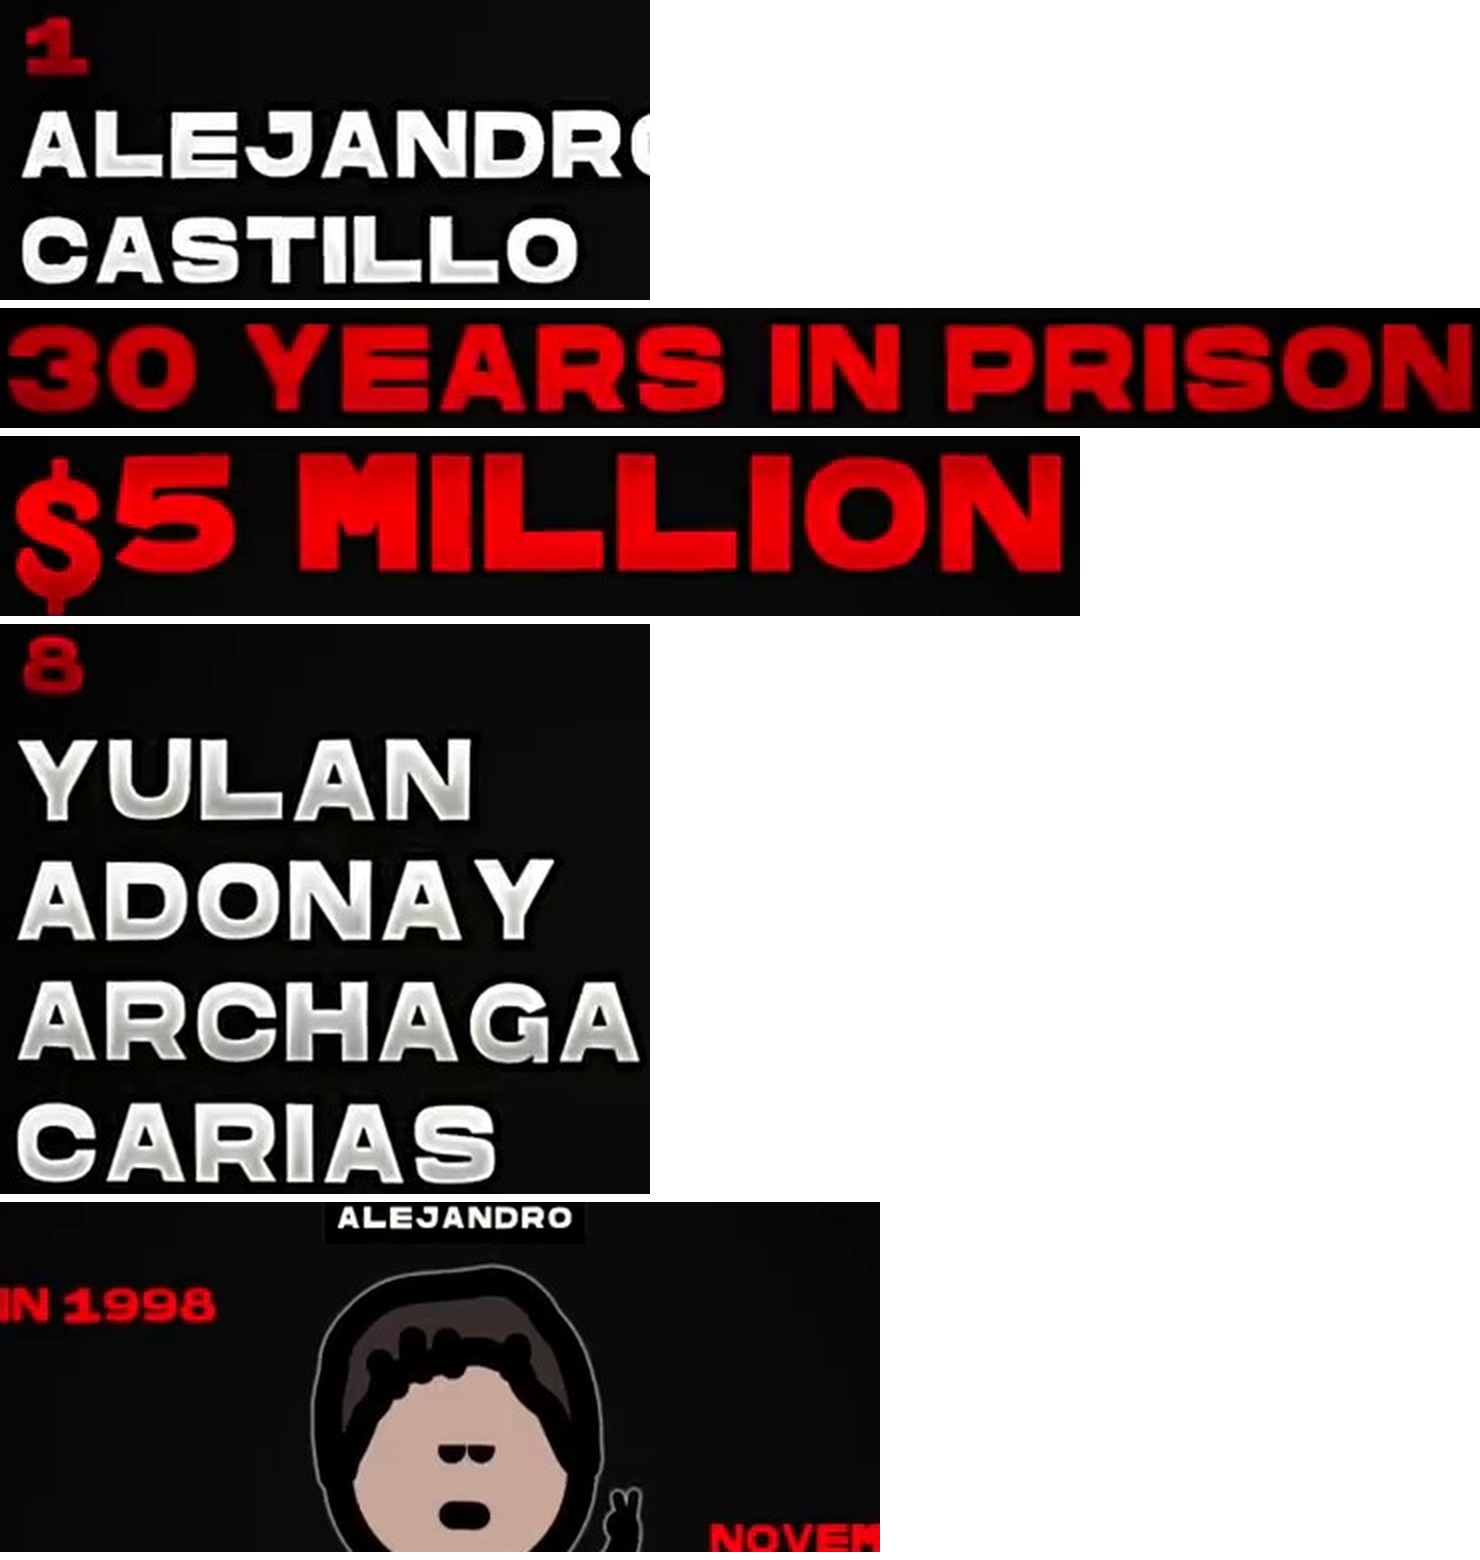 1
ALEJANDRO
CASTILLO
30 YEARS IN PRISON
$5 MILLION
8
YULAN
ADONAY
ARCHAGA
CARIAS
ALEJANDRO
IN 1998